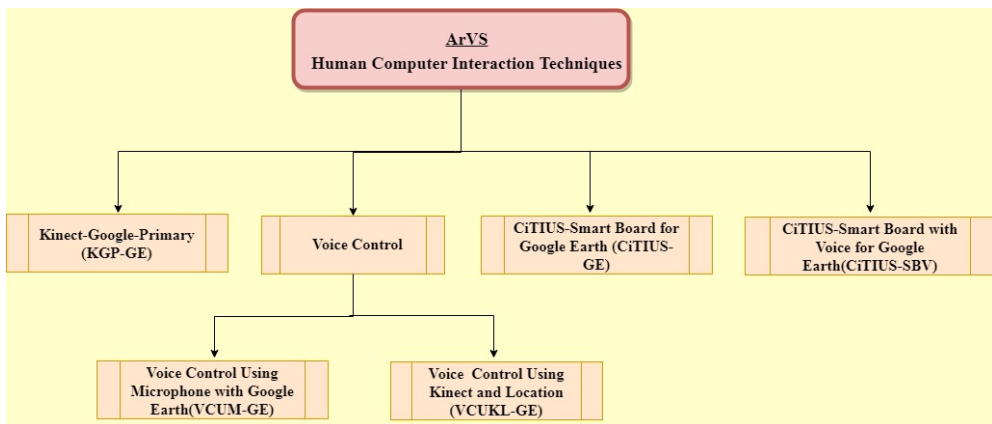 ArVS
Human Computer Interaction Techniques
Kinect-Google-Primary
(KGP-GE)
Voice Control
CiTIUS-Smart Board for
Google Earth (CiTIUS-
GE)
CiTIUS-Smart Board with
Voice for Google
Earth(CiTIUS-SBV)
Voice Control Using
Microphone with Google
Earth(VCUM-GE)
Voice Control Using
Kinect and Location
(VCUKL-GE)